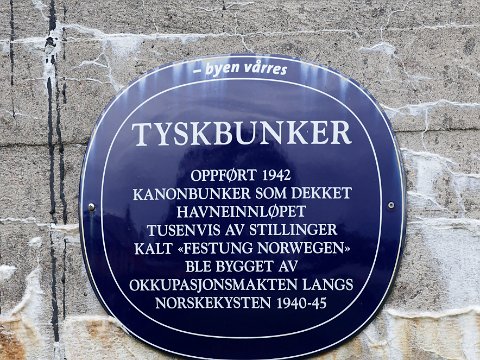 – byen vårres
TYSKBUNKER
OPPFØRT 1942
KANONBUNKER SOM DEKKET
HAVNEINNLØPET
TUSENVIS AV STILLINGER
KALT «FESTUNG NORWEGEN»
BLE BYGGET AV
OKKUPASJONSMAKTEN LANGS
NORSKEKYSTEN 1940-45